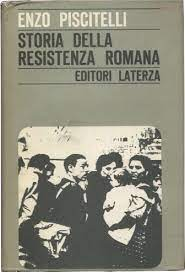 ENZO PISCITELLI
STORIA DELLA
RESISTENZA ROMANA
EDITORI LATERZA